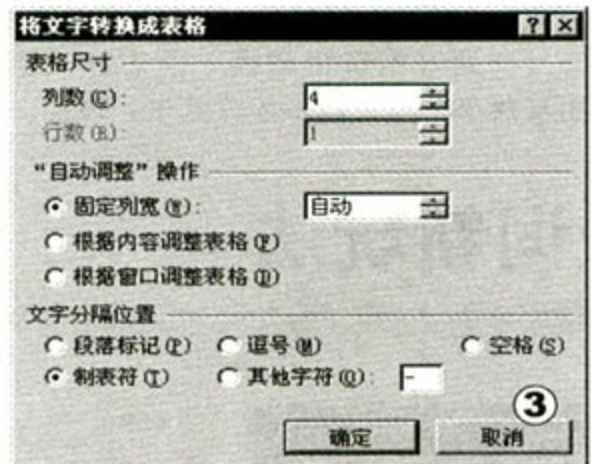 将文字转换成表格
表格尺寸
列数(C): 4
行数(R): 1
“自动调整”操作
固定列宽(W): 自动
根据内容调整表格(F)
根据窗口调整表格(D)
文字分隔位置
段落标记(P) 逗号(M) 空格(S)
制表符(T) 其他字符(O): -
③
确定 取消